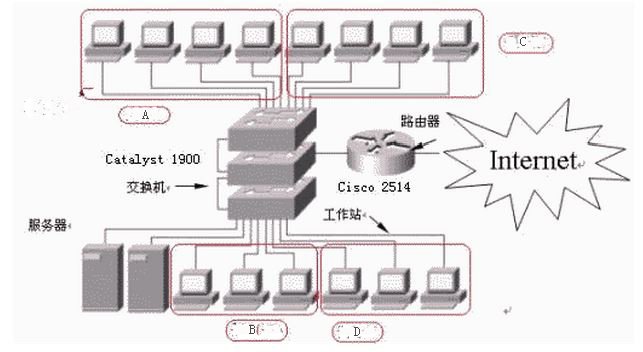 C
A
路由器
Catalyst 1900
Internet
交换机
Cisco 2514
工作站
服务器
B
D